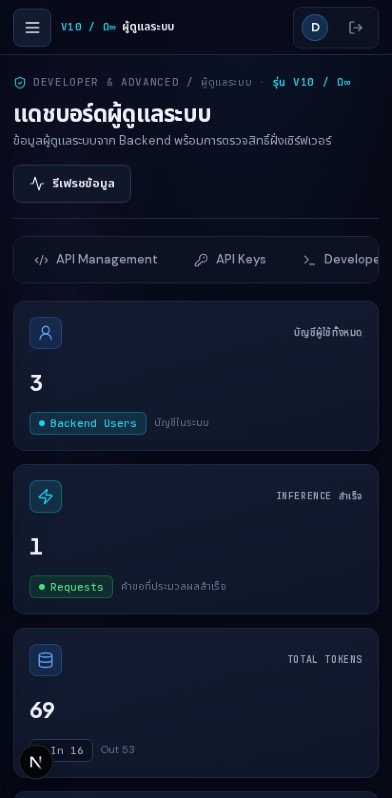 V10 / Ω∞ ผู้ดูแลระบบ
D
DEVELOPER & ADVANCED / ผู้ดูแลระบบ · รุ่น V10 / Ω∞
แดชบอร์ดผู้ดูแลระบบ
ข้อมูลผู้ดูแลระบบจาก Backend พร้อมการตรวจสิทธิ์ฝั่งเซิร์ฟเวอร์
รีเฟรชข้อมูล
API Management API Keys Develope
บัญชีผู้ใช้ทั้งหมด
3
Backend Users บัญชีในระบบ
INFERENCE สำเร็จ
1
Requests คำขอที่ประมวลผลสำเร็จ
TOTAL TOKENS
69
In 16 Out 53
N